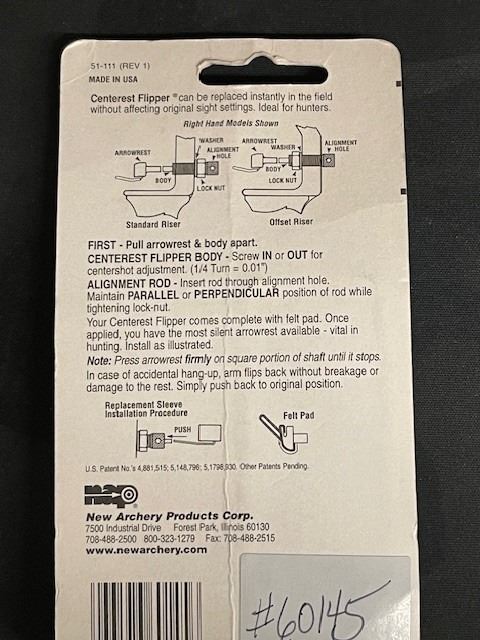 51-111 (REV 1)
MADE IN USA
Centerest Flipper ® can be replaced instantly in the field
without affecting original sight settings. Ideal for hunters.
Right Hand Models Shown
ARROWREST
BODY
WASHER
ALIGNMENT
HOLE
LOCK NUT
Standard Riser
ARROWREST
WASHER
BODY
LOCK NUT
ALIGNMENT
HOLE
Offset Riser
FIRST - Pull arrowrest & body apart.
CENTEREST FLIPPER BODY - Screw IN or OUT for
centershot adjustment. (1/4 Turn = 0.01")
ALIGNMENT ROD - Insert rod through alignment hole.
Maintain PARALLEL or PERPENDICULAR position of rod while
tightening lock-nut.
Your Centerest Flipper comes complete with felt pad. Once
applied, you have the most silent arrowrest available - vital in
hunting. Install as illustrated.
Note: Press arrowrest firmly on square portion of shaft until it stops.
In case of accidental hang-up, arm flips back without breakage or
damage to the rest. Simply push back to original position.
Replacement Sleeve
Installation Procedure
PUSH
Felt Pad
U.S. Patent No.'s 4,881,515; 5,148,796; 5,1798,930. Other Patents Pending.
nap
New Archery Products Corp.
7500 Industrial Drive Forest Park, Illinois 60130
708-488-2500 800-323-1279 Fax: 708-488-2515
www.newarchery.com
#60145